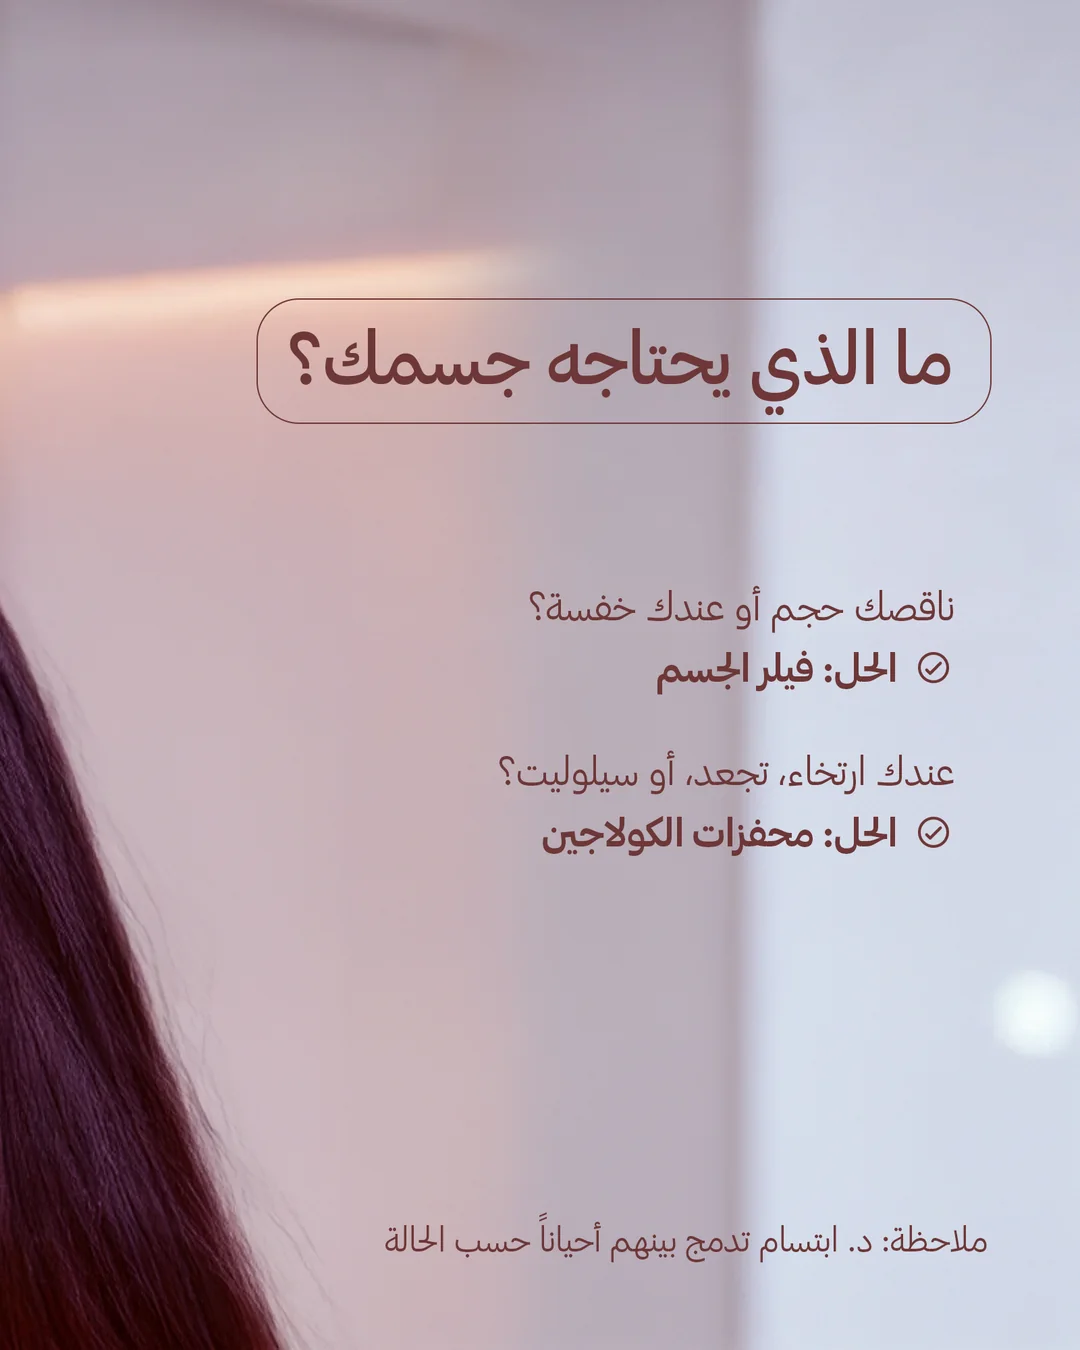 ما الذي يحتاجه جسمك؟
ناقصك حجم أو عندك خفسة؟
الحل: فيلر الجسم
عندك ارتخاء، تجعد، أو سيلوليت؟
الحل: محفزات الكولاجين
ملاحظة: د. ابتسام تدمج بينهم أحياناً حسب الحالة